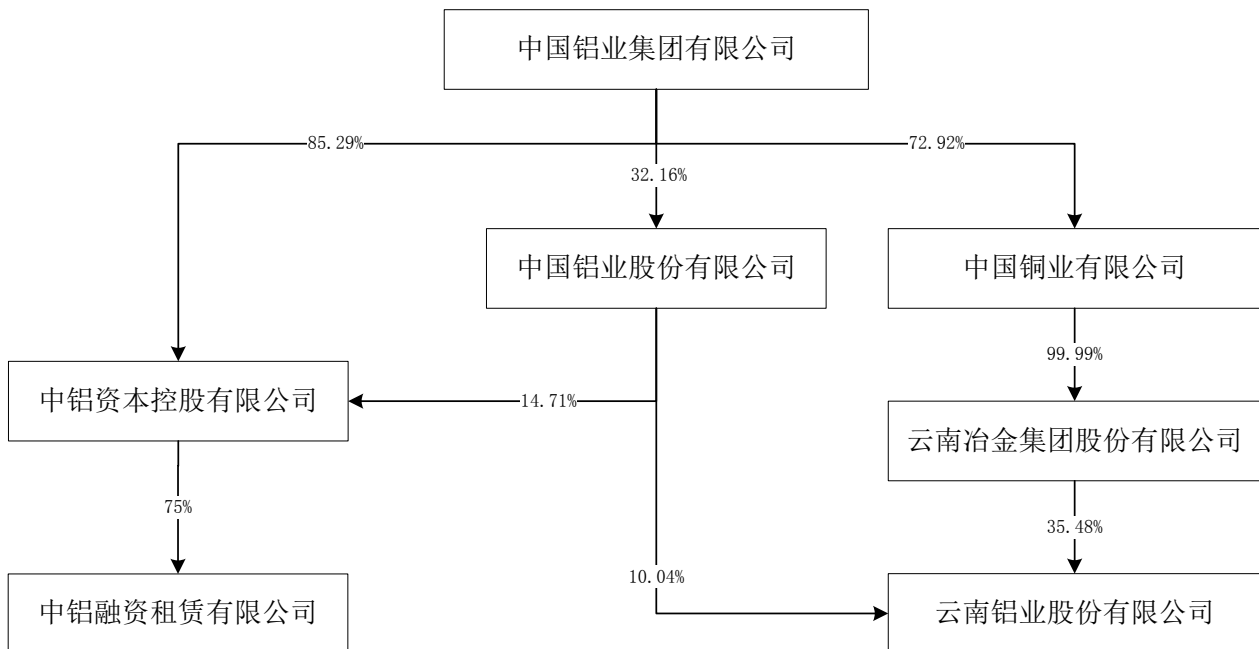 中国铝业集团有限公司
85.29%
72.92%
32.16%
中国铝业股份有限公司
中国铜业有限公司
99.99%
中铝资本控股有限公司
14.71%
云南冶金集团股份有限公司
75%
35.48%
10.04%
中铝融资租赁有限公司
云南铝业股份有限公司